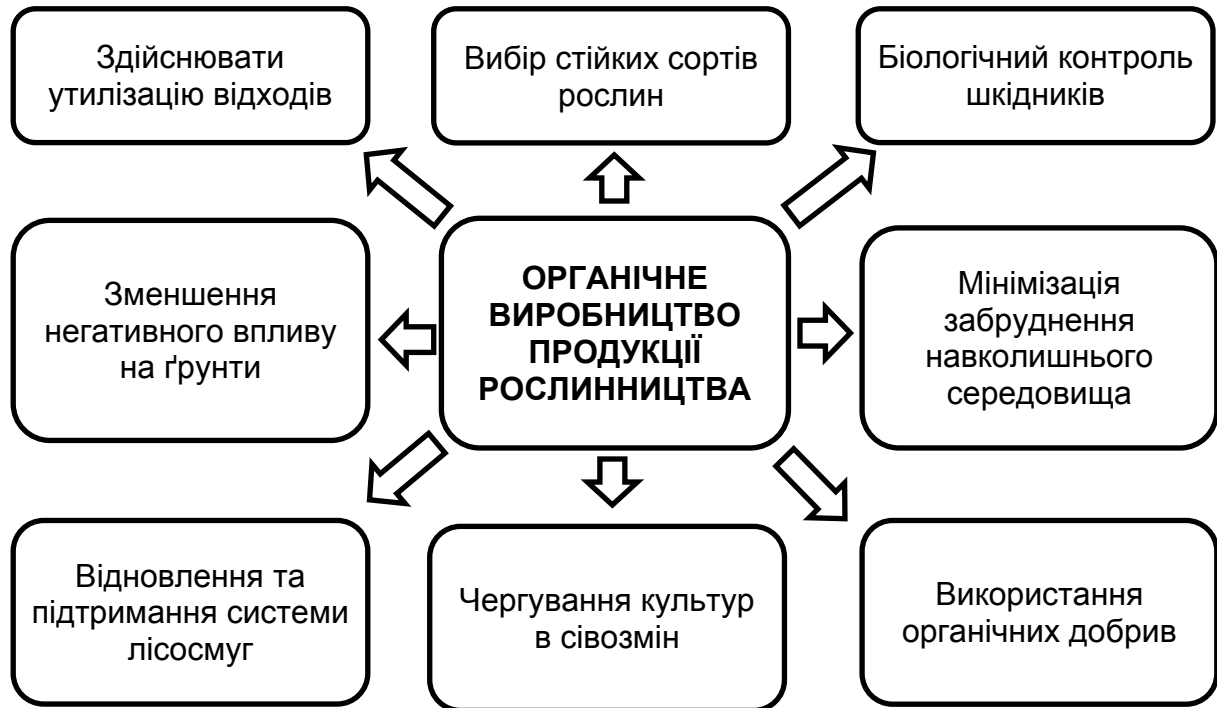 Здійснювати
утилізацію відходів
Вибір стійких сортів
рослин
Біологічний контроль
шкідників
Зменшення
негативного впливу
на ґрунти
ОРГАНІЧНЕ
ВИРОБНИЦТВО
ПРОДУКЦІЇ
РОСЛИННИЦТВА
Мінімізація
забруднення
навколишнього
середовища
Відновлення та
підтримання системи
лісосмуг
Чергування культур
в сівозмін
Використання
органічних добрив